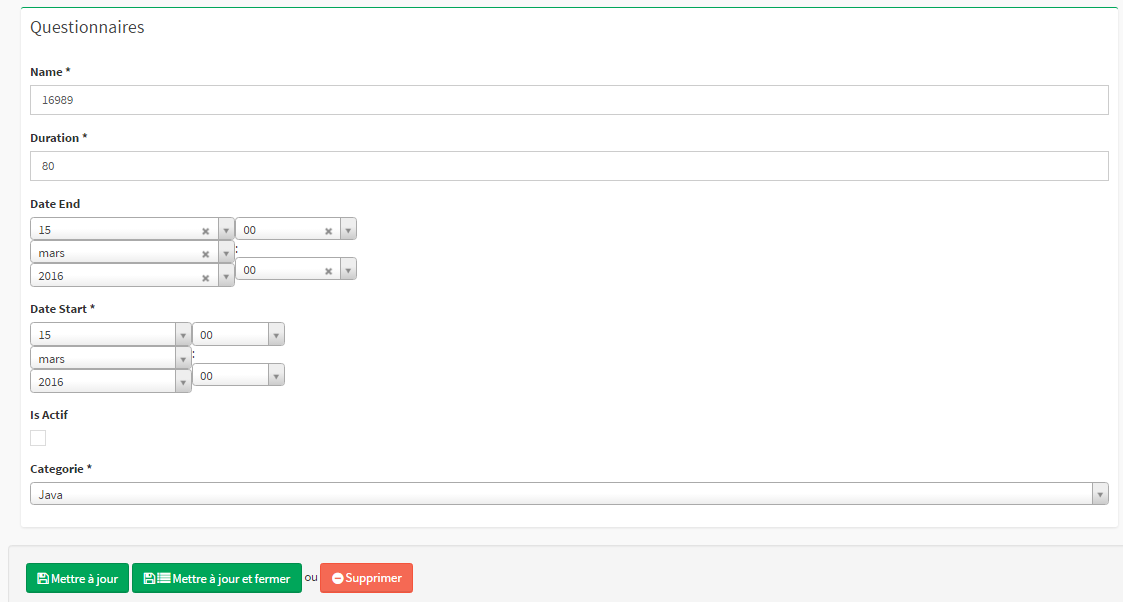 Questionnaires
Name *
16989
Duration *
80
Date End
15 00
mars :
2016 00
Date Start *
15 00
mars :
2016 00
Is Actif
Categorie *
Java
Mettre à jour Mettre à jour et fermer ou Supprimer